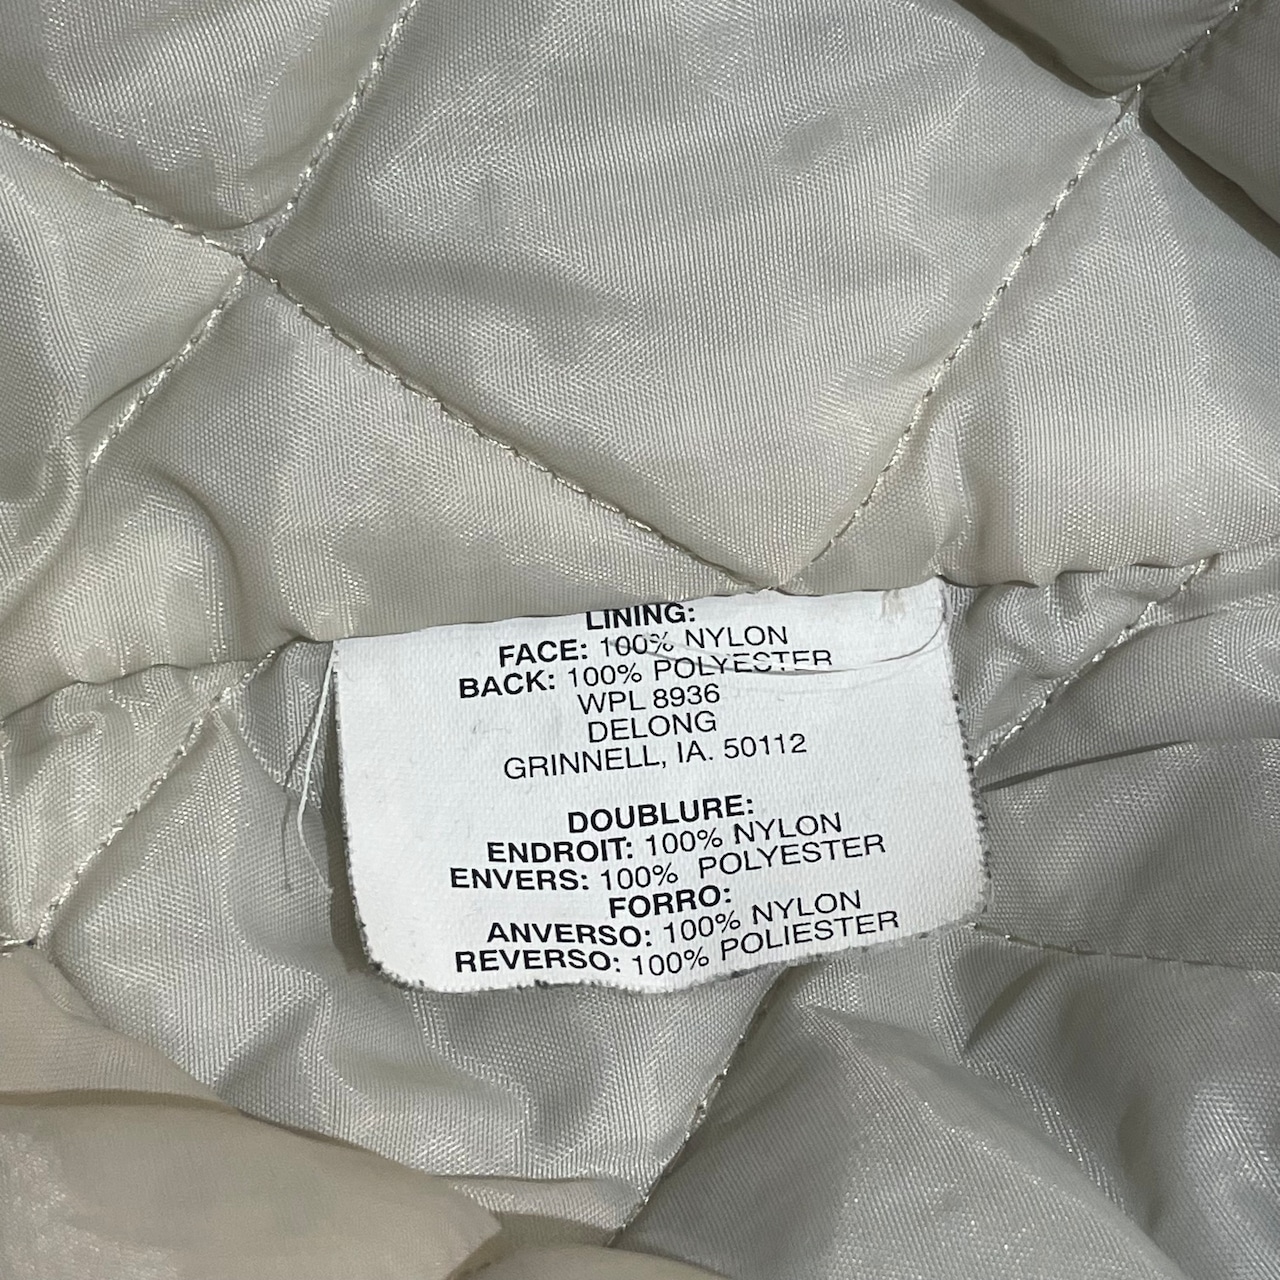 LINING:
FACE: 100% NYLON
BACK: 100% POLYESTER
WPL 8936
DELONG
GRINNELL, IA. 50112
DOUBLURE:
ENDROIT: 100% NYLON
ENVERS: 100% POLYESTER
FORRO:
ANVERSO: 100% NYLON
REVERSO: 100% POLIESTER